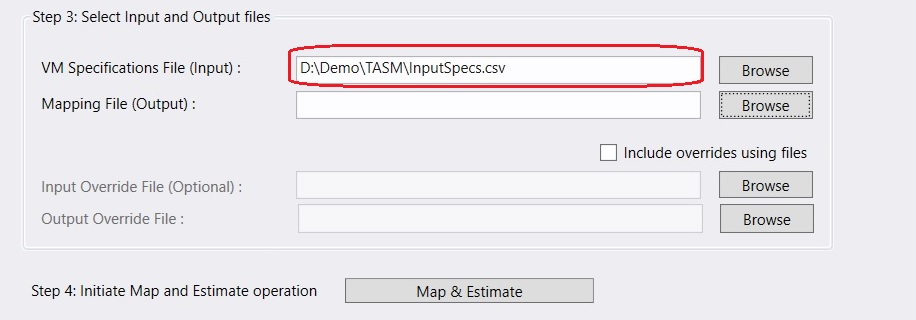 Step 3: Select Input and Output files
VM Specifications File (Input) : D:\Demo\TASM\InputSpecs.csv Browse
Mapping File (Output) : Browse
Include overrides using files
Input Override File (Optional) : Browse
Output Override File : Browse
Step 4: Initiate Map and Estimate operation Map & Estimate